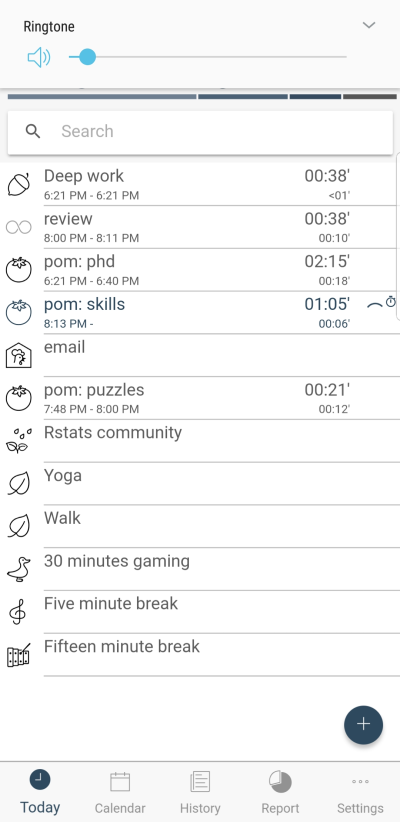 Ringtone
Search
Deep work 00:38'
6:21 PM - 6:21 PM <01'
review 00:38'
8:00 PM - 8:11 PM 00:10'
pom: phd 02:15'
6:21 PM - 6:40 PM 00:18'
pom: skills 01:05'
8:13 PM - 00:06'
email
pom: puzzles 00:21'
7:48 PM - 8:00 PM 00:12'
Rstats community
Yoga
Walk
30 minutes gaming
Five minute break
Fifteen minute break
Today Calendar History Report Settings